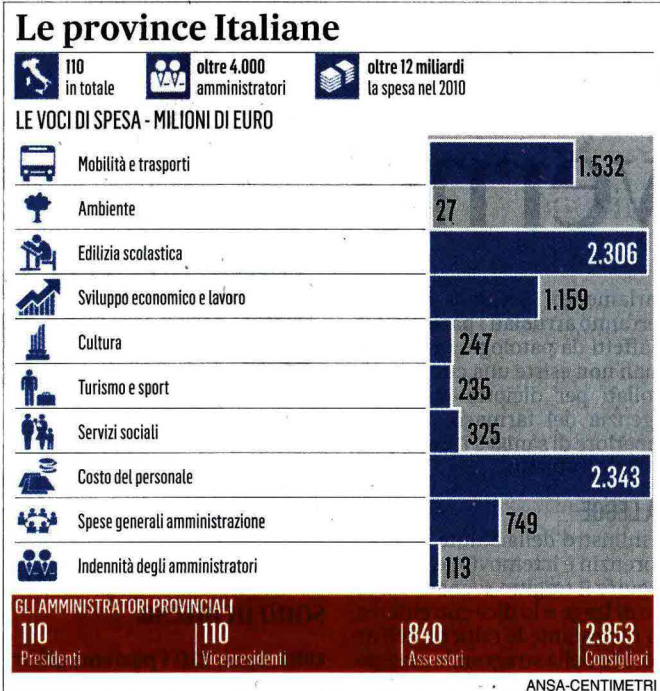 Le province Italiane
110
in totale
oltre 4.000
amministratori
oltre 12 miliardi
la spesa nel 2010
LE VOCI DI SPESA - MILIONI DI EURO
Mobilità e trasporti 1.532
Ambiente 27
Edilizia scolastica 2.306
Sviluppo economico e lavoro 1.159
Cultura 247
Turismo e sport 235
Servizi sociali 325
Costo del personale 2.343
Spese generali amministrazione 749
Indennità degli amministratori 113
GLI AMMINISTRATORI PROVINCIALI
110 110 840 2.853
Presidenti Vicepresidenti Assessori Consiglieri
ANSA-CENTIMETRI